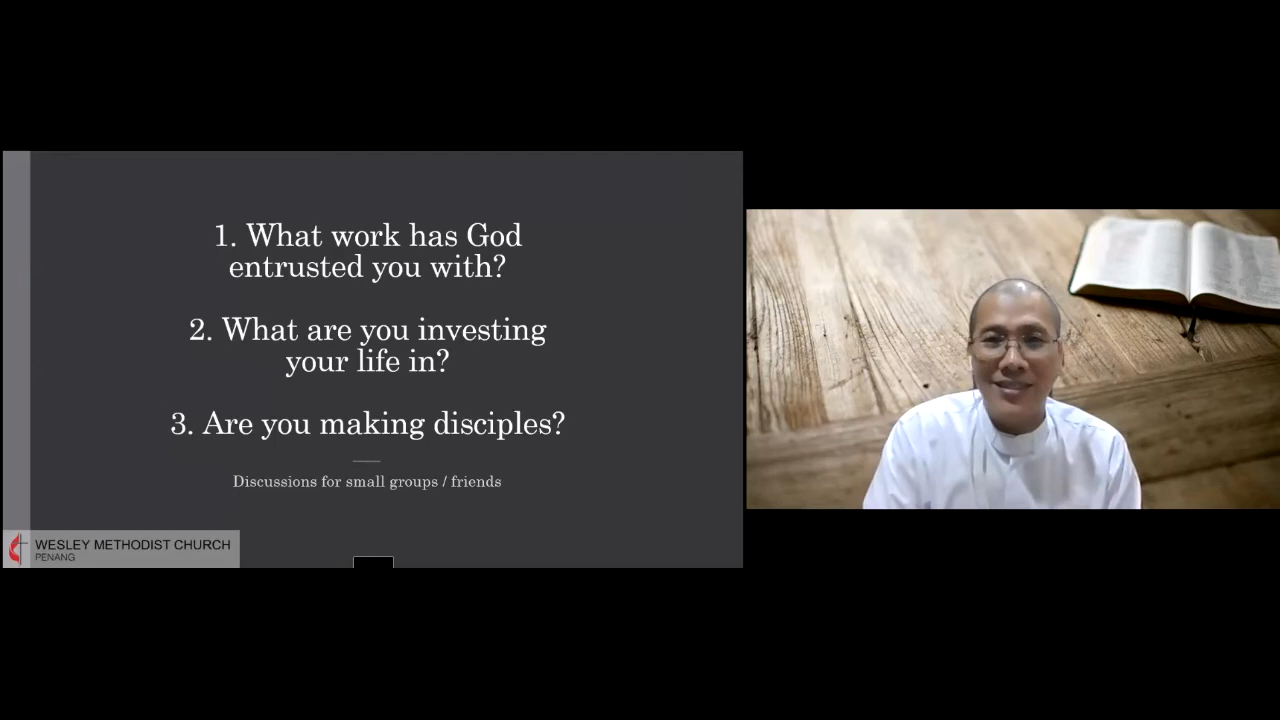 1. What work has God
entrusted you with?
2. What are you investing
your life in?
3. Are you making disciples?
Discussions for small groups / friends
WESLEY METHODIST CHURCH
PENANG